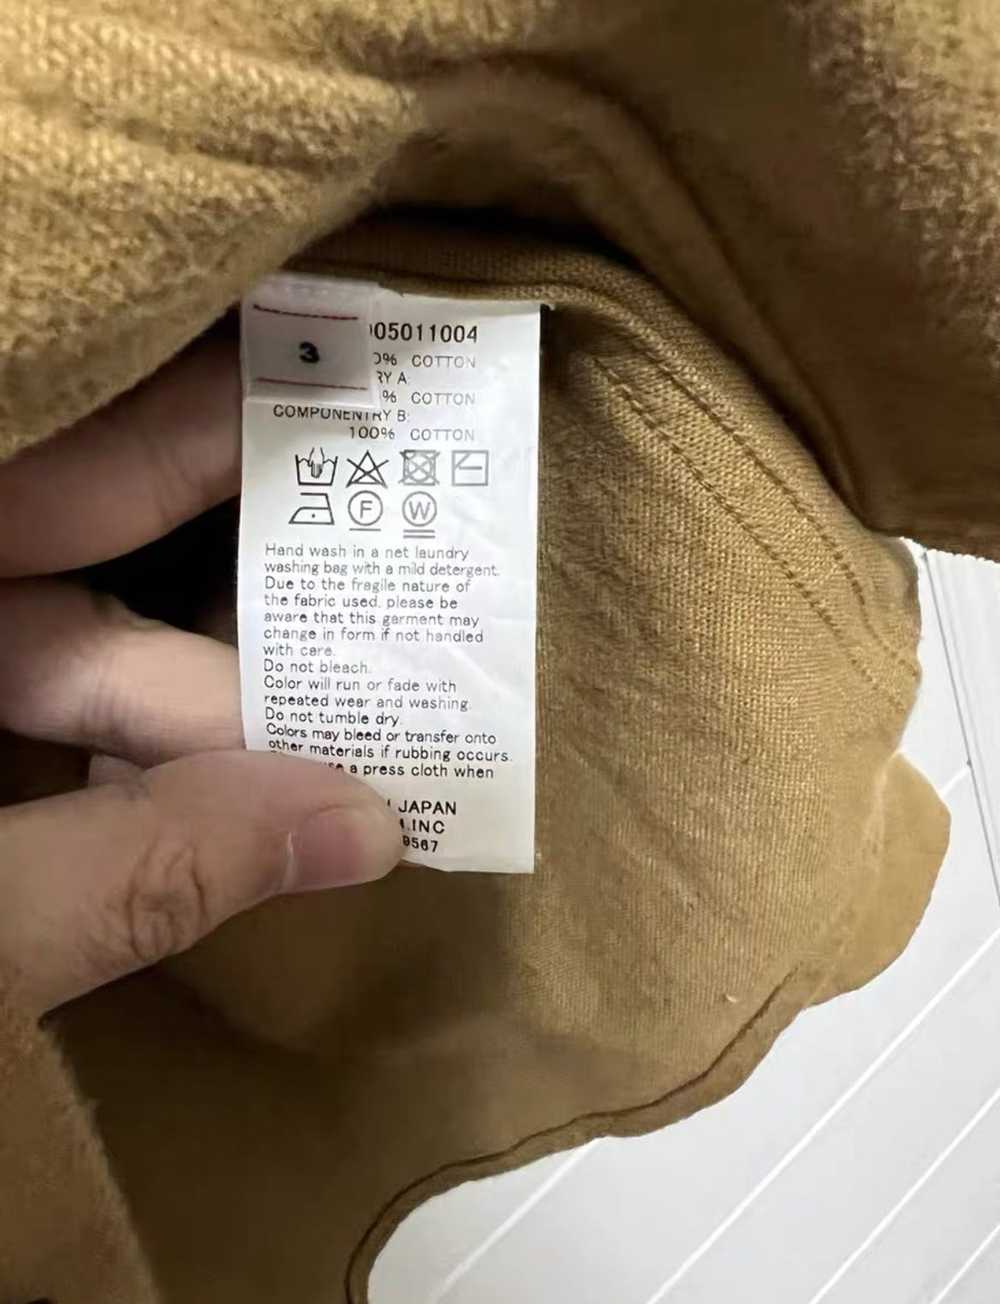 3
05011004
0% COTTON
RY A:
% COTTON
COMPONENTRY B:
100% COTTON
F
W
Hand wash in a net laundry
washing bag with a mild detergent.
Due to the fragile nature of
the fabric used, please be
aware that this garment may
change in form if not handled
with care.
Do not bleach.
Color will run or fade with
repeated wear and washing.
Do not tumble dry.
Colors may bleed or transfer onto
other materials if rubbing occurs.
a press cloth when
JAPAN
.INC
9567